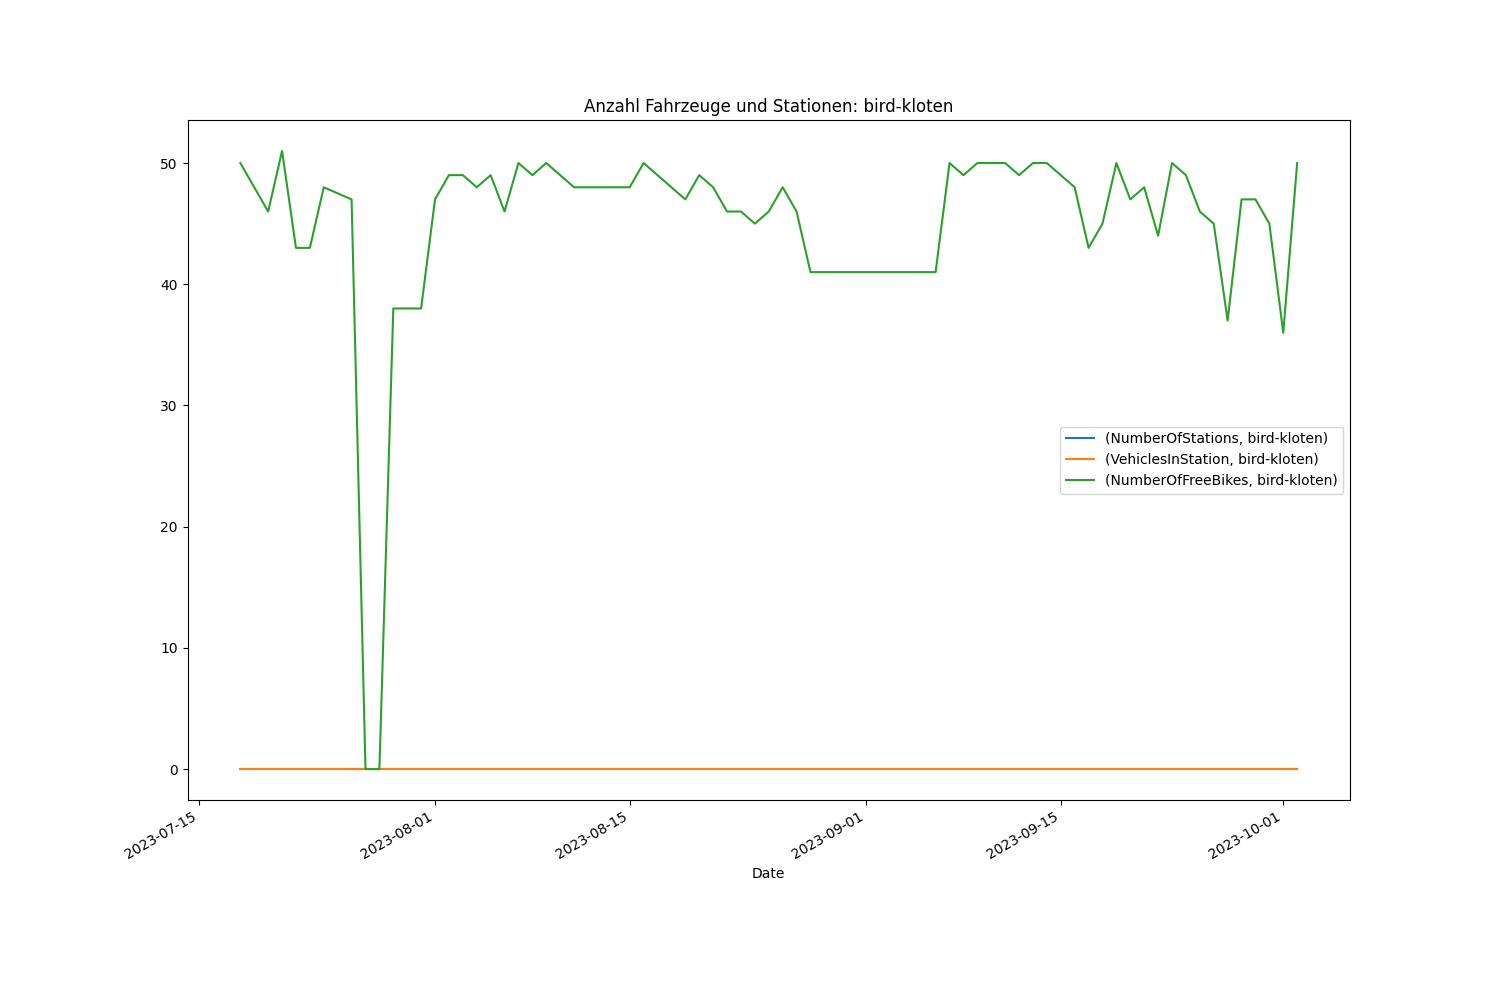 Anzahl Fahrzeuge und Stationen: bird-kloten
50
40
30
20
10
0
(NumberOfStations, bird-kloten)
(VehiclesInStation, bird-kloten)
(NumberOfFreeBikes, bird-kloten)
2023-07-15
2023-08-01
2023-08-15
2023-09-01
2023-09-15
2023-10-01
Date